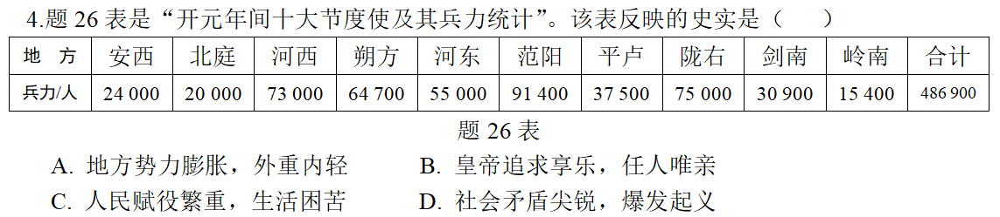 4.题 26 表是“开元年间十大节度使及其兵力统计”。该表反映的史实是（　　）
地　方 安西 北庭 河西 朔方 河东 范阳 平卢 陇右 剑南 岭南 合计
兵力/人 24 000 20 000 73 000 64 700 55 000 91 400 37 500 75 000 30 900 15 400 486 900
题 26 表
A. 地方势力膨胀，外重内轻 B. 皇帝追求享乐，任人唯亲
C. 人民赋役繁重，生活困苦 D. 社会矛盾尖锐，爆发起义